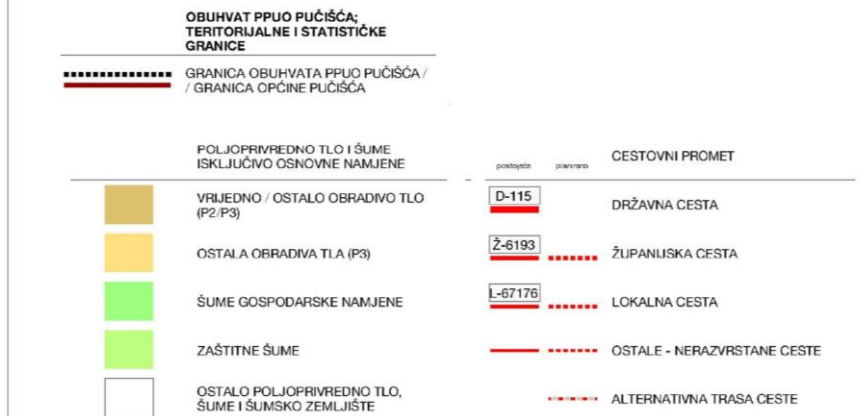 OBUHVAT PPUO PUČIŠĆA;
TERITORIJALNE I STATISTIČKE
GRANICE
GRANICA OBUHVATA PPUO PUČIŠĆA /
/ GRANICA OPĆINE PUČIŠĆA
POLJOPRIVREDNO TLO I ŠUME
ISKLJUČIVO OSNOVNE NAMJENE
VRIJEDNO / OSTALO OBRADIVO TLO
(P2/P3)
OSTALA OBRADIVA TLA (P3)
ŠUME GOSPODARSKE NAMJENE
ZAŠTITNE ŠUME
OSTALO POLJOPRIVREDNO TLO,
ŠUME I ŠUMSKO ZEMLJIŠTE
postojeće planirano CESTOVNI PROMET
D-115 DRŽAVNA CESTA
Ž-6193 ŽUPANIJSKA CESTA
L-67176 LOKALNA CESTA
OSTALE - NERAZVRSTANE CESTE
ALTERNATIVNA TRASA CESTE